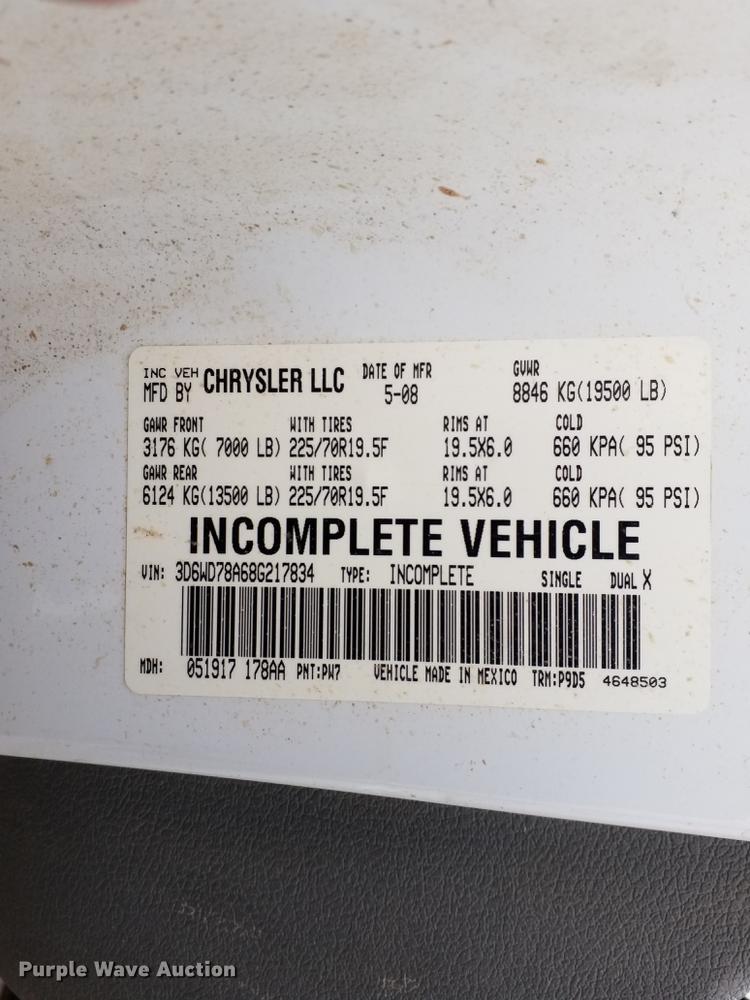 INC VEH
MFD BY CHRYSLER LLC DATE OF MFR 5-08 GVWR 8846 KG(19500 LB)
GAWR FRONT WITH TIRES RIMS AT COLD
3176 KG( 7000 LB) 225/70R19.5F 19.5X6.0 660 KPA( 95 PSI)
GAWR REAR WITH TIRES RIMS AT COLD
6124 KG(13500 LB) 225/70R19.5F 19.5X6.0 660 KPA( 95 PSI)
INCOMPLETE VEHICLE
VIN: 3D6WD78A68G217834 TYPE: INCOMPLETE SINGLE DUAL X
MDH: 051917 178AA PNT:PW7 VEHICLE MADE IN MEXICO TRM:P9D5 4648503
Purple Wave Auction